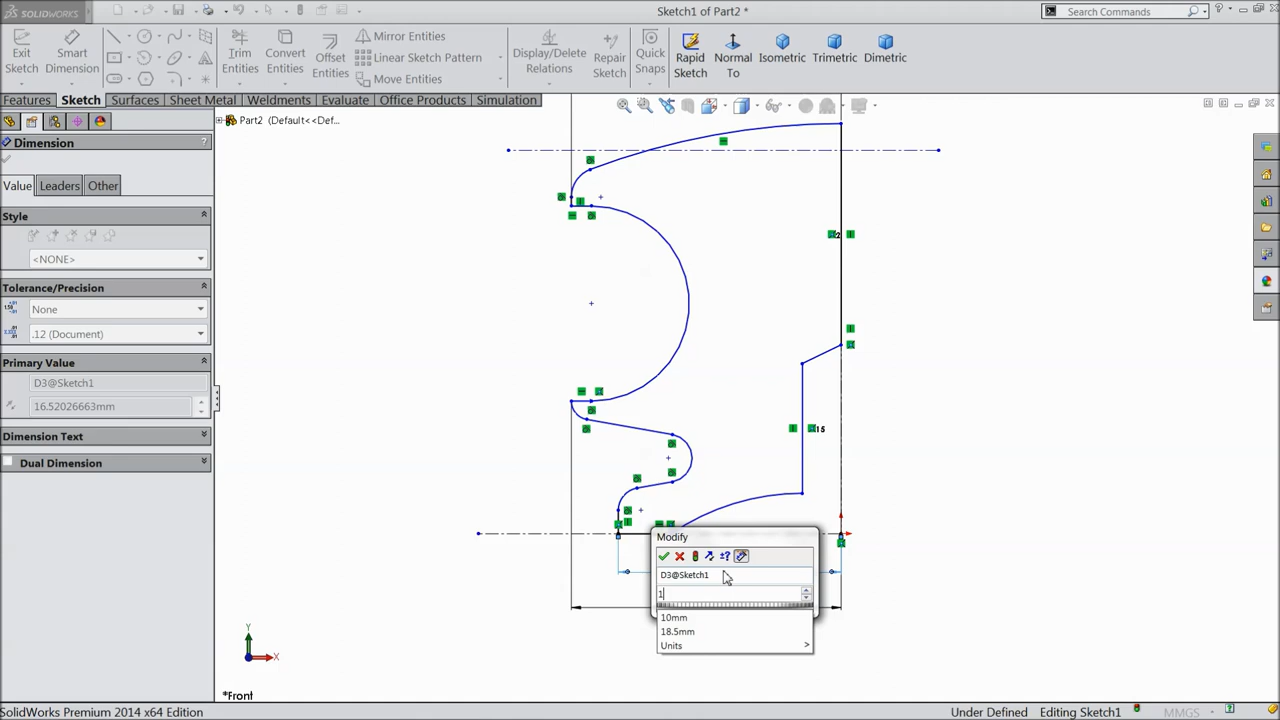 SOLIDWORKS
Sketch1 of Part2 *
Search Commands
Exit Sketch
Smart Dimension
Trim Entities
Convert Entities
Offset Entities
Mirror Entities
Linear Sketch Pattern
Move Entities
Display/Delete Relations
Repair Sketch
Quick Snaps
Rapid Sketch
Normal To
Isometric
Trimetric
Dimetric
Features Sketch Surfaces Sheet Metal Weldments Evaluate Office Products Simulation
Part2 (Default<<Def...
Dimension
?
Value Leaders Other
Style
<NONE>
Tolerance/Precision
None
.12 (Document)
Primary Value
D3@Sketch1
16.52026663mm
Dimension Text
Dual Dimension
2
15
Modify
D3@Sketch1
1
10mm
18.5mm
Units >
Y
X
*Front
SolidWorks Premium 2014 x64 Edition
Under Defined
Editing Sketch1
MMGS